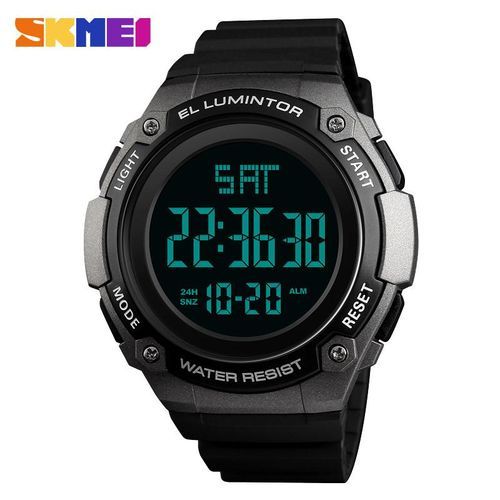 SKMEI
EL LUMINTOR
LIGHT
START
SAT
22:36 30
24H
SNZ
10-20
ALM
MODE
RESET
WATER RESIST